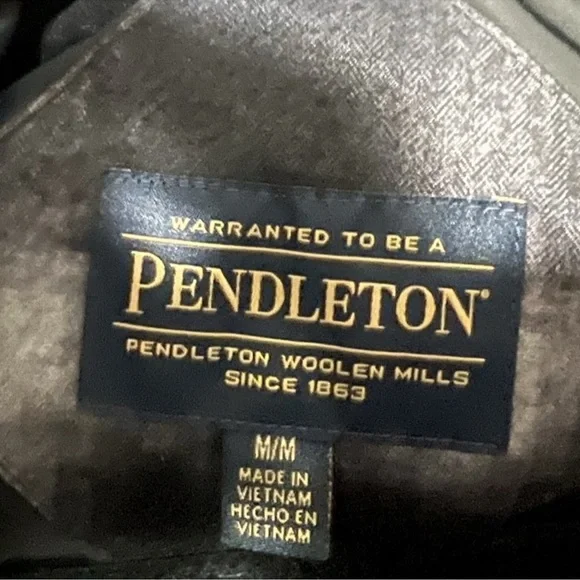 WARRANTED TO BE A
PENDLETON®
PENDLETON WOOLEN MILLS
SINCE 1863
M/M
MADE IN
VIETNAM
HECHO EN
VIETNAM